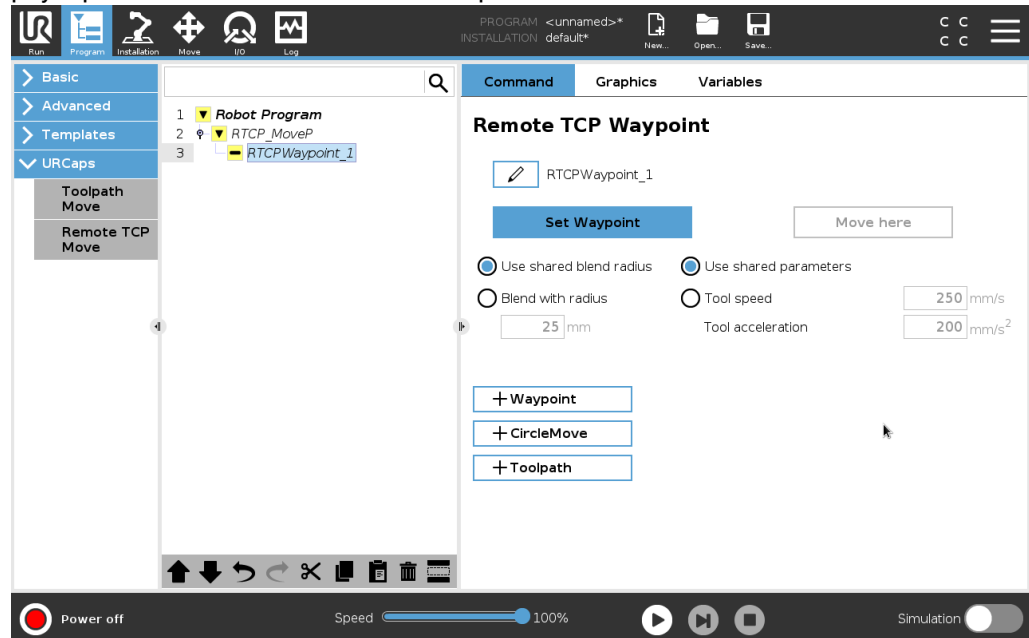 PROGRAM <unnamed>*
INSTALLATION default*
UR
Run
Program
Installation
Move
I/O
Log
New...
Open...
Save...
C C
C C
Basic
Advanced
Templates
URCaps
Toolpath
Move
Remote TCP
Move
1 Robot Program
2 RTCP_MoveP
3 RTCPWaypoint_1
Command
Graphics
Variables
Remote TCP Waypoint
RTCPWaypoint_1
Set Waypoint
Move here
Use shared blend radius
Use shared parameters
Blend with radius
Tool speed
250 mm/s
25 mm
Tool acceleration
200 mm/s²
+Waypoint
+CircleMove
+Toolpath
Power off
Speed
100%
Simulation